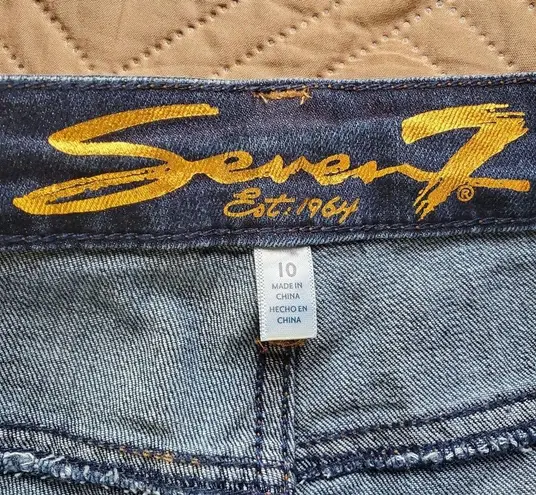 Seven7®
Est: 1964
10
MADE IN
CHINA
HECHO EN
CHINA